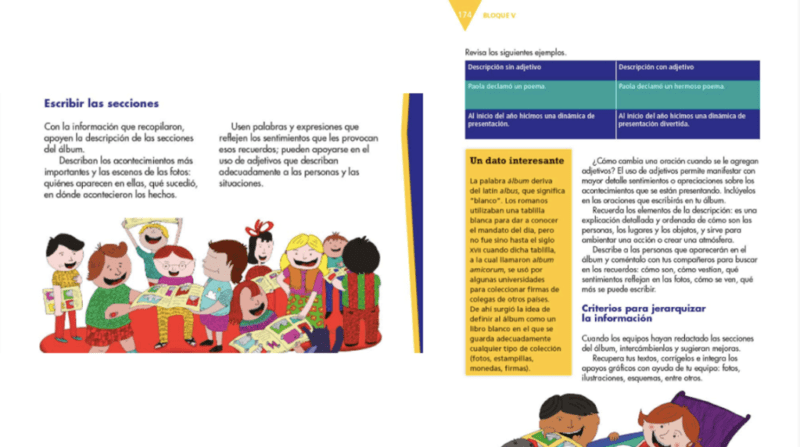 Escribir las secciones
Con la información que recopilaron,
apoyen la descripción de las secciones
del álbum.
Describan los acontecimientos más
importantes y las escenas de las fotos:
quiénes aparecen en ellas, qué sucedió,
en dónde acontecieron los hechos.
Usen palabras y expresiones que
reflejen los sentimientos que les provocan
esos recuerdos; pueden apoyarse en el
uso de adjetivos que describan
adecuadamente a las personas y las
situaciones.
174 BLOQUE V
Revisa los siguientes ejemplos.
Descripción sin adjetivo
Descripción con adjetivo
Paola declamó un poema.
Paola declamó un hermoso poema.
Al inicio del año hicimos una dinámica de
presentación.
Al inicio del año hicimos una dinámica de
presentación divertida.
Un dato interesante
La palabra álbum deriva
del latín albus, que significa
"blanco". Los romanos
utilizaban una tablilla
blanca para dar a conocer
el mandato del día, pero
no fue sino hasta el siglo
XVII cuando dicha tablilla,
a la cual llamaron album
amicorum, se usó por
algunas universidades
para coleccionar firmas de
colegas de otros países.
De ahí surgió la idea de
definir al álbum como un
libro blanco en el que se
guarda adecuadamente
cualquier tipo de colección
(fotos, estampillas,
monedas, firmas).
¿Cómo cambia una oración cuando se le agregan
adjetivos? El uso de adjetivos permite manifestar con
mayor detalle sentimientos o apreciaciones sobre los
acontecimientos que se están presentando. Inclúyelos
en las oraciones que escribirás en tu álbum.
Recuerda los elementos de la descripción: es una
explicación detallada y ordenada de cómo son las
personas, los lugares y los objetos, y sirve para
ambientar una acción o crear una atmósfera.
Describe a las personas que aparecerán en el
álbum y coméntalo con tus compañeros para buscar
en los recuerdos: cómo son, cómo vestían, qué
sentimientos reflejan en las fotos, cómo se ven, qué
más se puede escribir.
Criterios para jerarquizar
la información
Cuando los equipos hayan redactado las secciones
del álbum, intercámbienlas y sugieran mejoras.
Recupera tus textos, corrígelos e integra los
apoyos gráficos con ayuda de tu equipo: fotos,
ilustraciones, esquemas, entre otros.